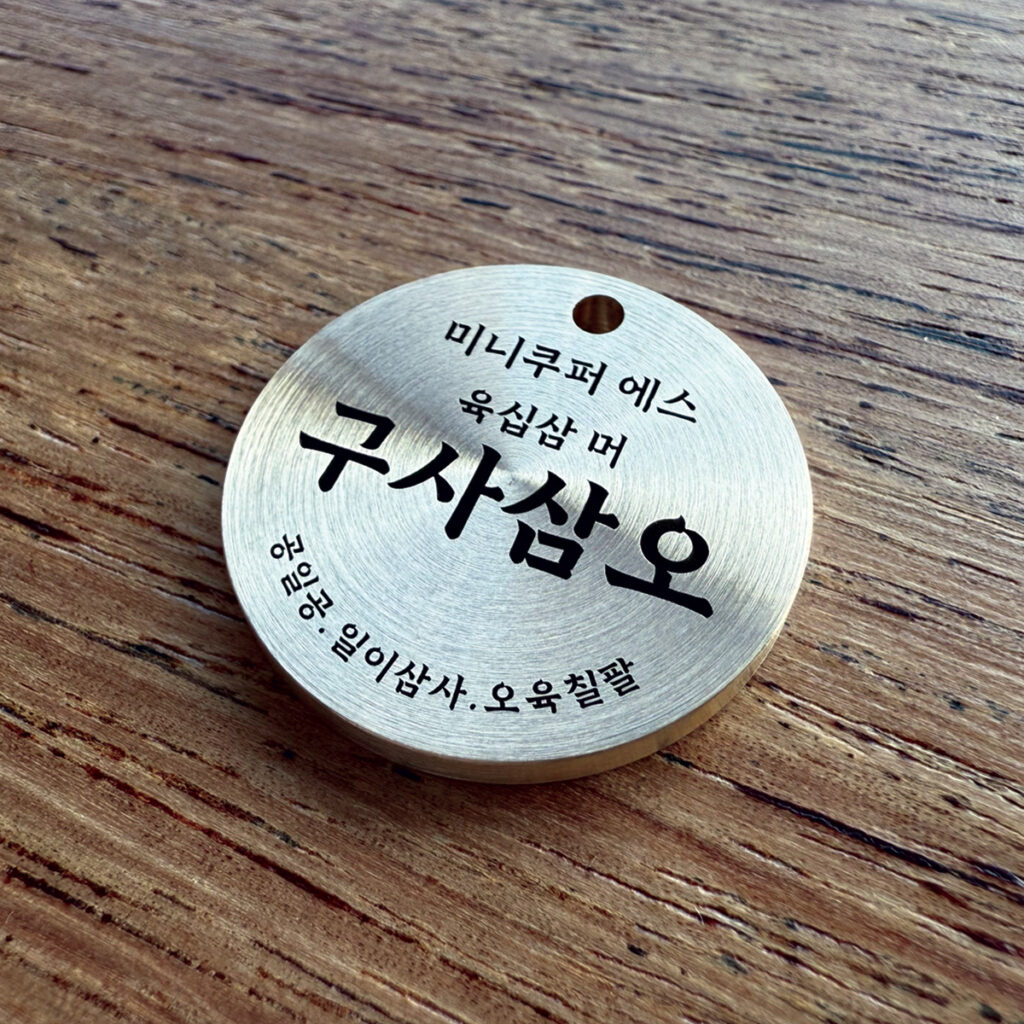 미니쿠퍼 에스
육십삼 머
구사삼오
공일공.일이삼사.오육칠팔